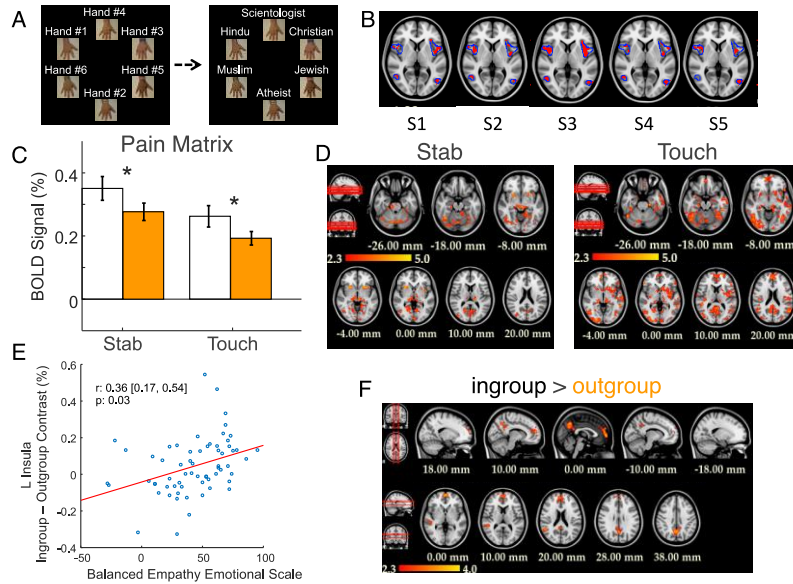 A
Hand #4
Hand #1
Hand #3
Hand #6
Hand #5
Hand #2
Scientologist
Hindu
Christian
Muslim
Jewish
Atheist
B
S1 S2 S3 S4 S5
C
Pain Matrix
BOLD Signal (%)
0.4
0.2
0
*
*
Stab Touch
D
Stab
-26.00 mm -18.00 mm -8.00 mm
2.3 5.0
-4.00 mm 0.00 mm 10.00 mm 20.00 mm
Touch
-26.00 mm -18.00 mm -8.00 mm
2.3 5.0
-4.00 mm 0.00 mm 10.00 mm 20.00 mm
E
L Insula
Ingroup – Outgroup Contrast (%)
0.6
0.4
0.2
0
-0.2
-0.4
r: 0.36 [0.17, 0.54]
p: 0.03
-50 0 50 100
Balanced Empathy Emotional Scale
F
ingroup > outgroup
18.00 mm 10.00 mm 0.00 mm -10.00 mm -18.00 mm
0.00 mm 10.00 mm 20.00 mm 28.00 mm 38.00 mm
2.3 4.0